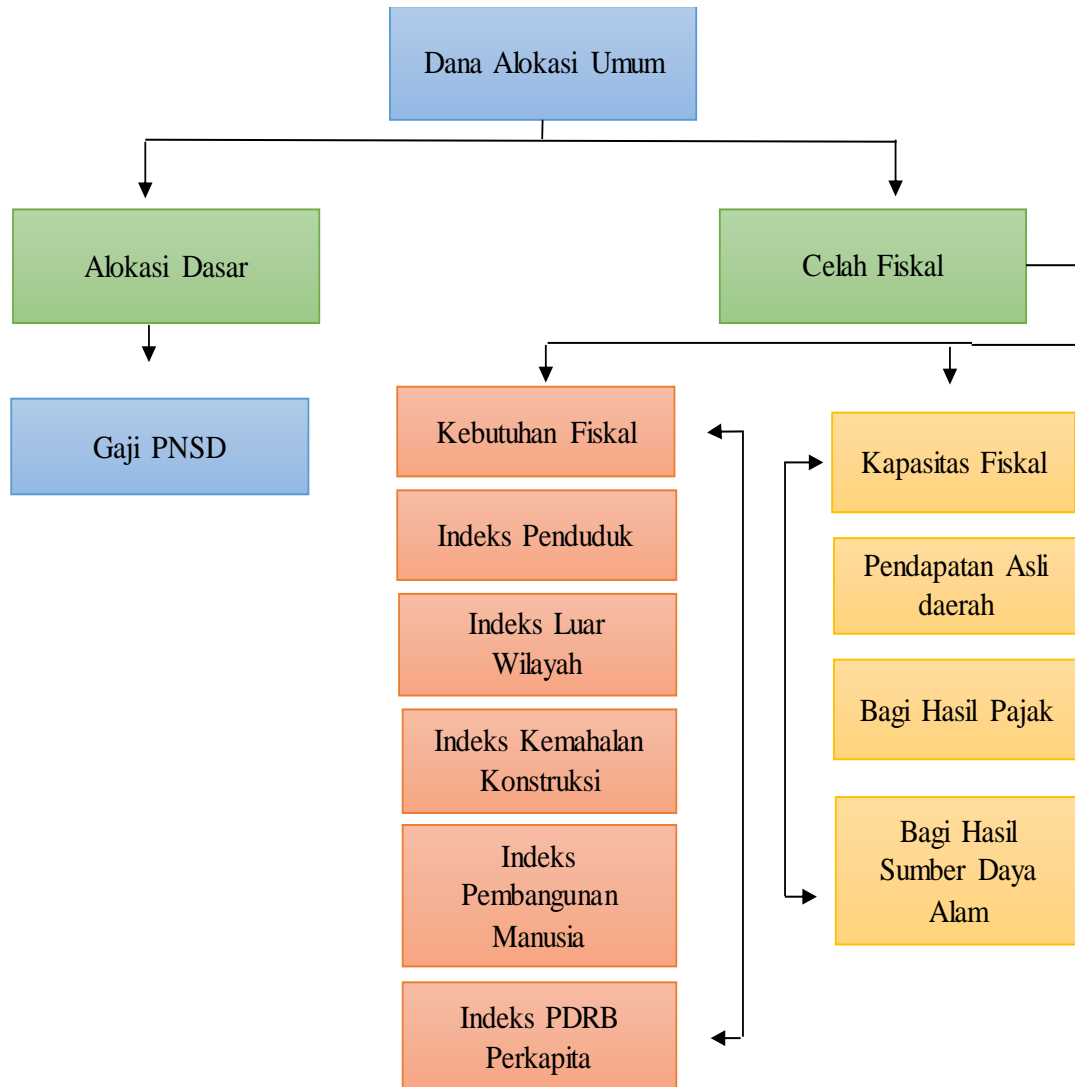 Dana Alokasi Umum
Alokasi Dasar
Celah Fiskal
Gaji PNSD
Kebutuhan Fiskal
Indeks Penduduk
Indeks Luar
Wilayah
Indeks Kemahalan
Konstruksi
Indeks
Pembangunan
Manusia
Indeks PDRB
Perkapita
Kapasitas Fiskal
Pendapatan Asli
daerah
Bagi Hasil Pajak
Bagi Hasil
Sumber Daya
Alam